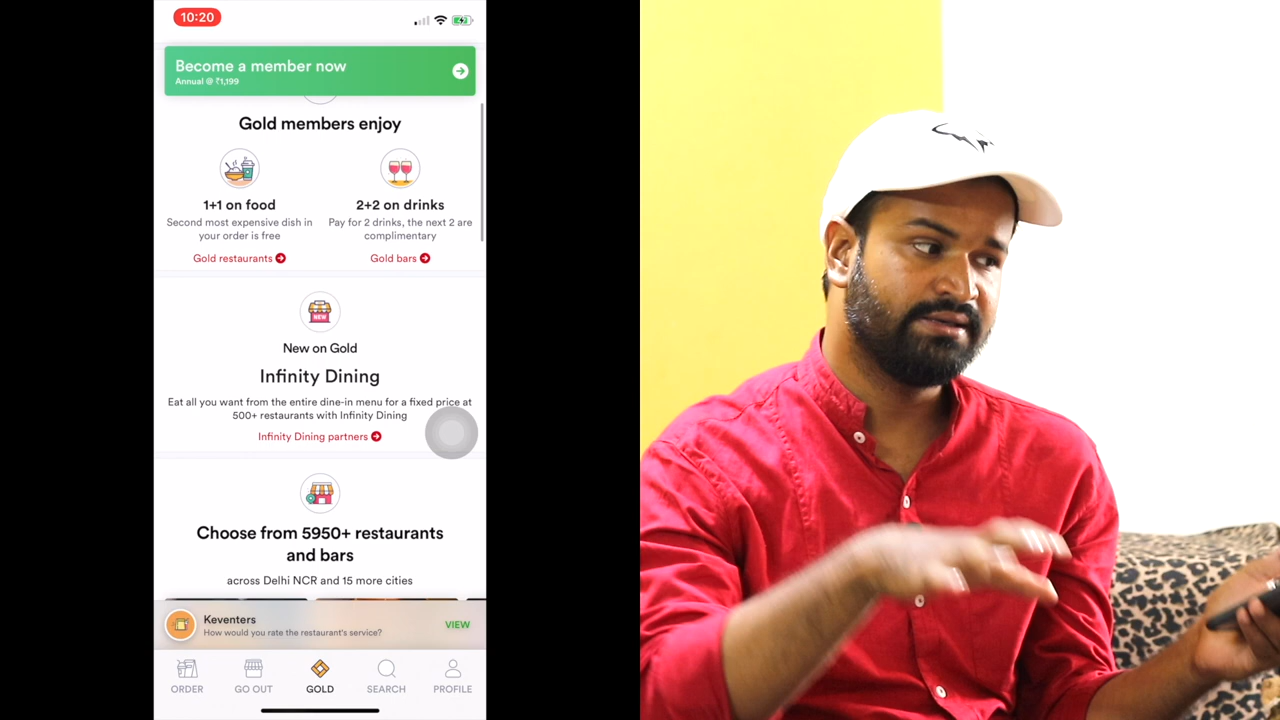 10:20
Become a member now
Annual @ ₹1,199
Gold members enjoy
1+1 on food
Second most expensive dish in
your order is free
Gold restaurants
2+2 on drinks
Pay for 2 drinks, the next 2 are
complimentary
Gold bars
NEW
New on Gold
Infinity Dining
Eat all you want from the entire dine-in menu for a fixed price at
500+ restaurants with Infinity Dining
Infinity Dining partners
Choose from 5950+ restaurants
and bars
across Delhi NCR and 15 more cities
Keventers
How would you rate the restaurant's service?
VIEW
ORDER
GO OUT
GOLD
SEARCH
PROFILE